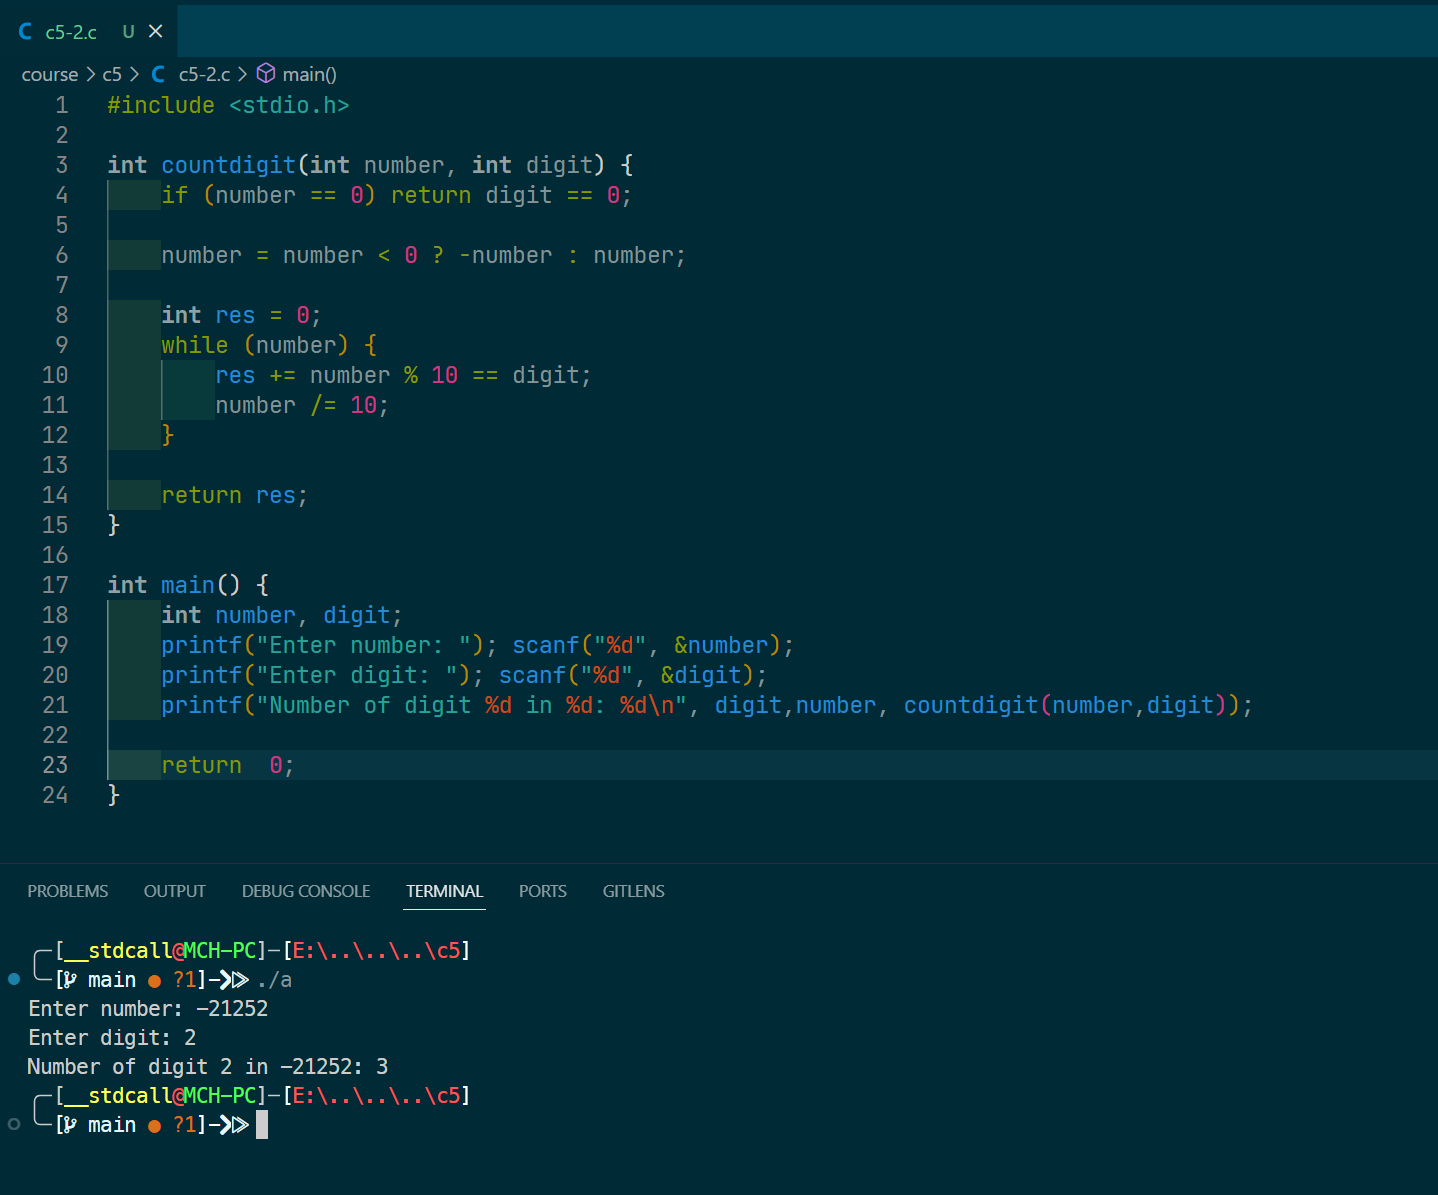 C c5-2.c U ×
course > c5 > C c5-2.c > main()
1 #include <stdio.h>
2
3 int countdigit(int number, int digit) {
4     if (number == 0) return digit == 0;
5
6     number = number < 0 ? -number : number;
7
8     int res = 0;
9     while (number) {
10         res += number % 10 == digit;
11         number /= 10;
12     }
13
14     return res;
15 }
16
17 int main() {
18     int number, digit;
19     printf("Enter number: "); scanf("%d", &number);
20     printf("Enter digit: "); scanf("%d", &digit);
21     printf("Number of digit %d in %d: %d\n", digit,number, countdigit(number,digit));
22
23     return  0;
24 }
PROBLEMS OUTPUT DEBUG CONSOLE TERMINAL PORTS GITLENS
╭─[__stdcall@MCH-PC]─[E:\..\..\..\c5]
╰─[main ● ?1]─> ./a
Enter number: -21252
Enter digit: 2
Number of digit 2 in -21252: 3
╭─[__stdcall@MCH-PC]─[E:\..\..\..\c5]
╰─[main ● ?1]─>